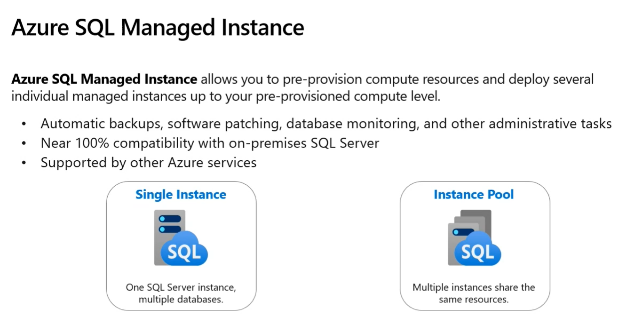 Azure SQL Managed Instance
Azure SQL Managed Instance allows you to pre-provision compute resources and deploy several
individual managed instances up to your pre-provisioned compute level.
• Automatic backups, software patching, database monitoring, and other administrative tasks
• Near 100% compatibility with on-premises SQL Server
• Supported by other Azure services
Single Instance
SQL
One SQL Server instance,
multiple databases.
Instance Pool
SQL
Multiple instances share the
same resources.